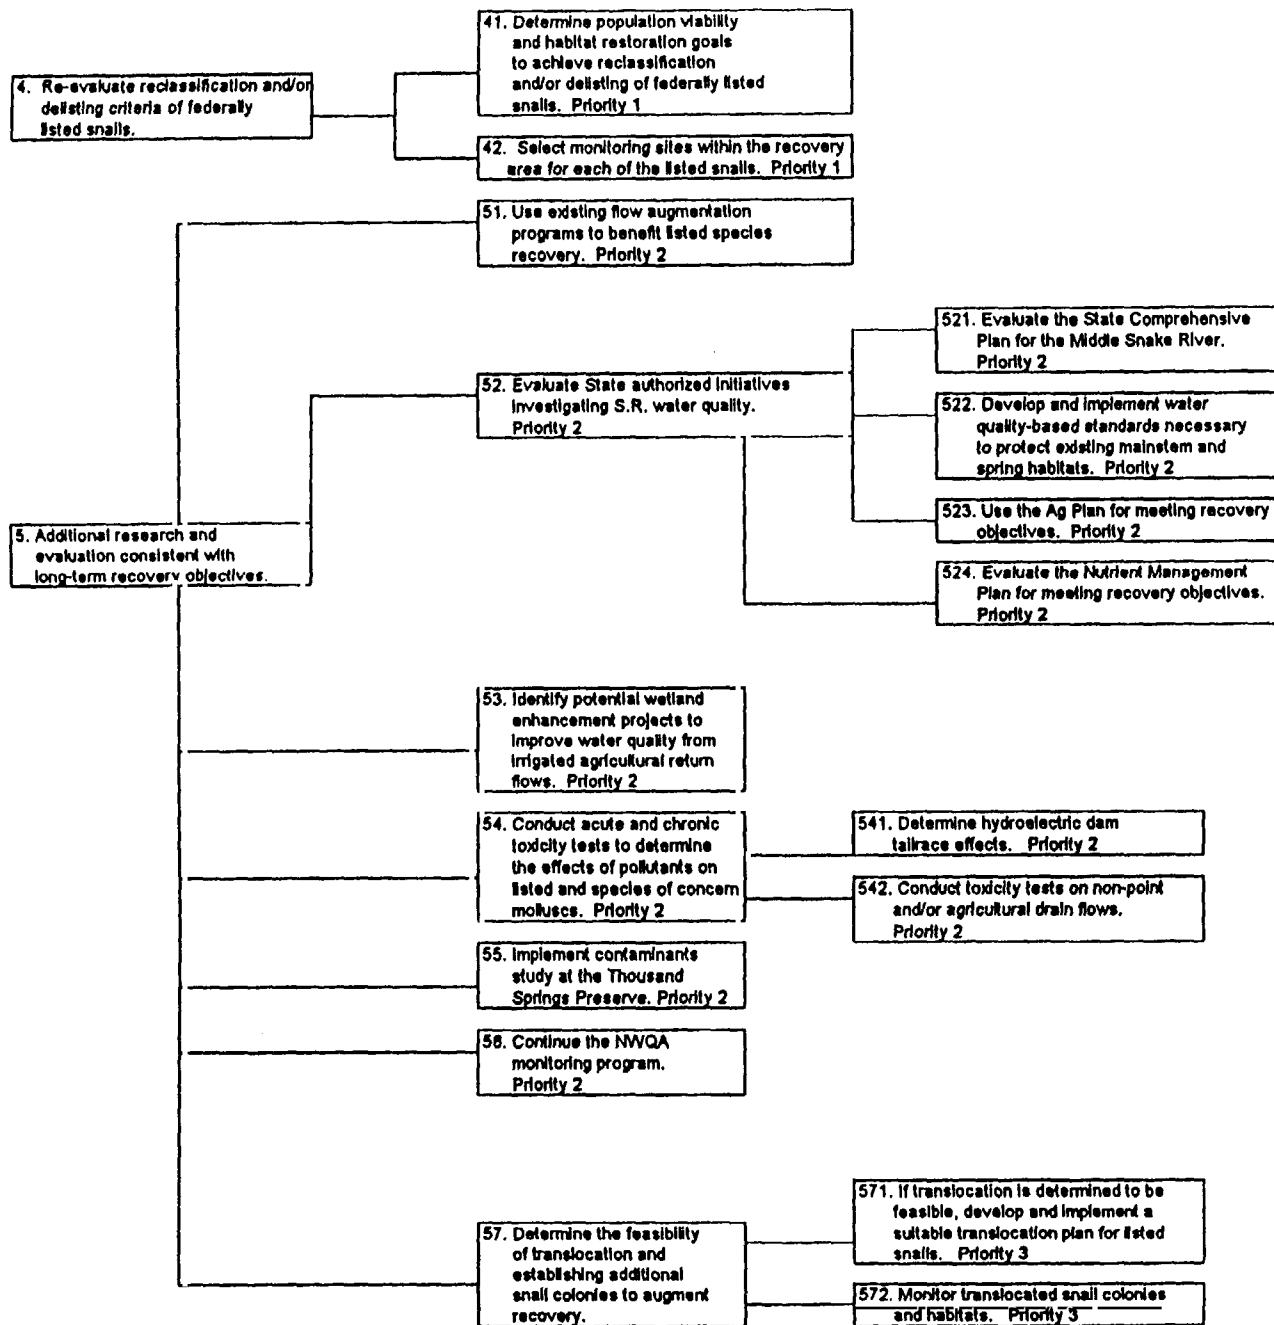 4. Re-evaluate reclassification and/or
delisting criteria of federally
listed snails.
41. Determine population viability
and habitat restoration goals
to achieve reclassification
and/or delisting of federally listed
snails. Priority 1
42. Select monitoring sites within the recovery
area for each of the listed snails. Priority 1
5. Additional research and
evaluation consistent with
long-term recovery objectives.
51. Use existing flow augmentation
programs to benefit listed species
recovery. Priority 2
52. Evaluate State authorized initiatives
investigating S.R. water quality.
Priority 2
521. Evaluate the State Comprehensive
Plan for the Middle Snake River.
Priority 2
522. Develop and implement water
quality-based standards necessary
to protect existing mainstem and
spring habitats. Priority 2
523. Use the Ag Plan for meeting recovery
objectives. Priority 2
524. Evaluate the Nutrient Management
Plan for meeting recovery objectives.
Priority 2
53. Identify potential wetland
enhancement projects to
improve water quality from
irrigated agricultural return
flows. Priority 2
54. Conduct acute and chronic
toxicity tests to determine
the effects of pollutants on
listed and species of concern
molluscs. Priority 2
541. Determine hydroelectric dam
tailrace effects. Priority 2
542. Conduct toxicity tests on non-point
and/or agricultural drain flows.
Priority 2
55. Implement contaminants
study at the Thousand
Springs Preserve. Priority 2
56. Continue the NWQA
monitoring program.
Priority 2
57. Determine the feasibility
of translocation and
establishing additional
snail colonies to augment
recovery.
571. If translocation is determined to be
feasible, develop and implement a
suitable translocation plan for listed
snails. Priority 3
572. Monitor translocated snail colonies
and habitats. Priority 3